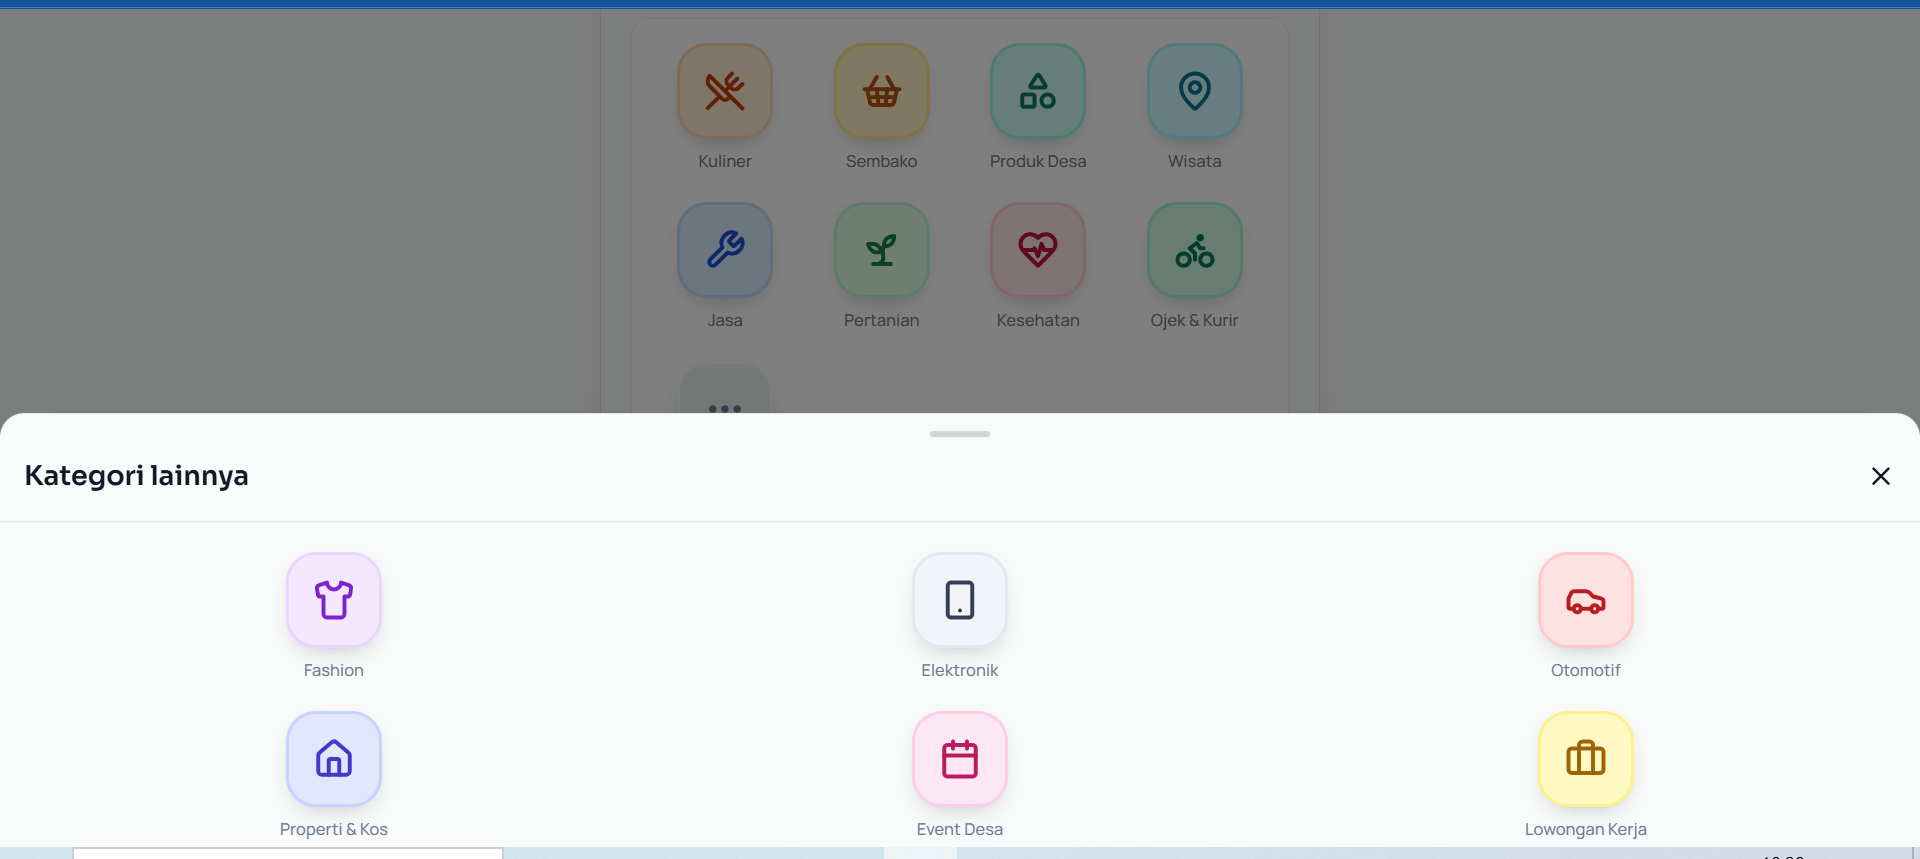 Kuliner
Sembako
Produk Desa
Wisata
Jasa
Pertanian
Kesehatan
Ojek & Kurir
Kategori lainnya
Fashion
Elektronik
Otomotif
Properti & Kos
Event Desa
Lowongan Kerja